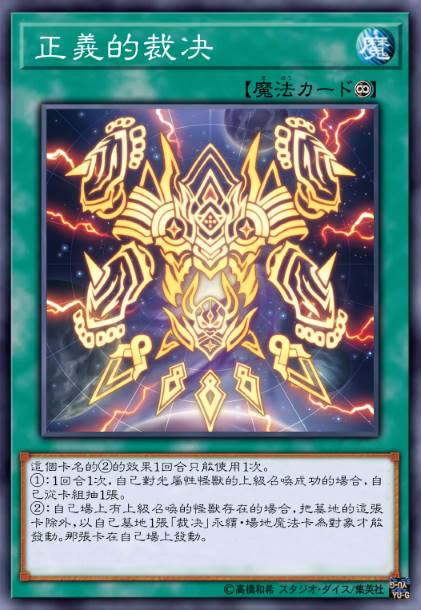 正義的裁決
魔
【魔法カード】
這個卡名的②的效果1回合只能使用1次。
①：1回合1次，自己對光屬性怪獸的上級召喚成功的場合，自
己從卡組抽1張。
②：自己場上有上級召喚的怪獸存在的場合，把墓地的這張
卡除外，以自己墓地1張「裁決」永續・場地魔法卡為對象才能
發動。那張卡在自己場上發動。
©高橋和希 スタジオ・ダイス/集英社